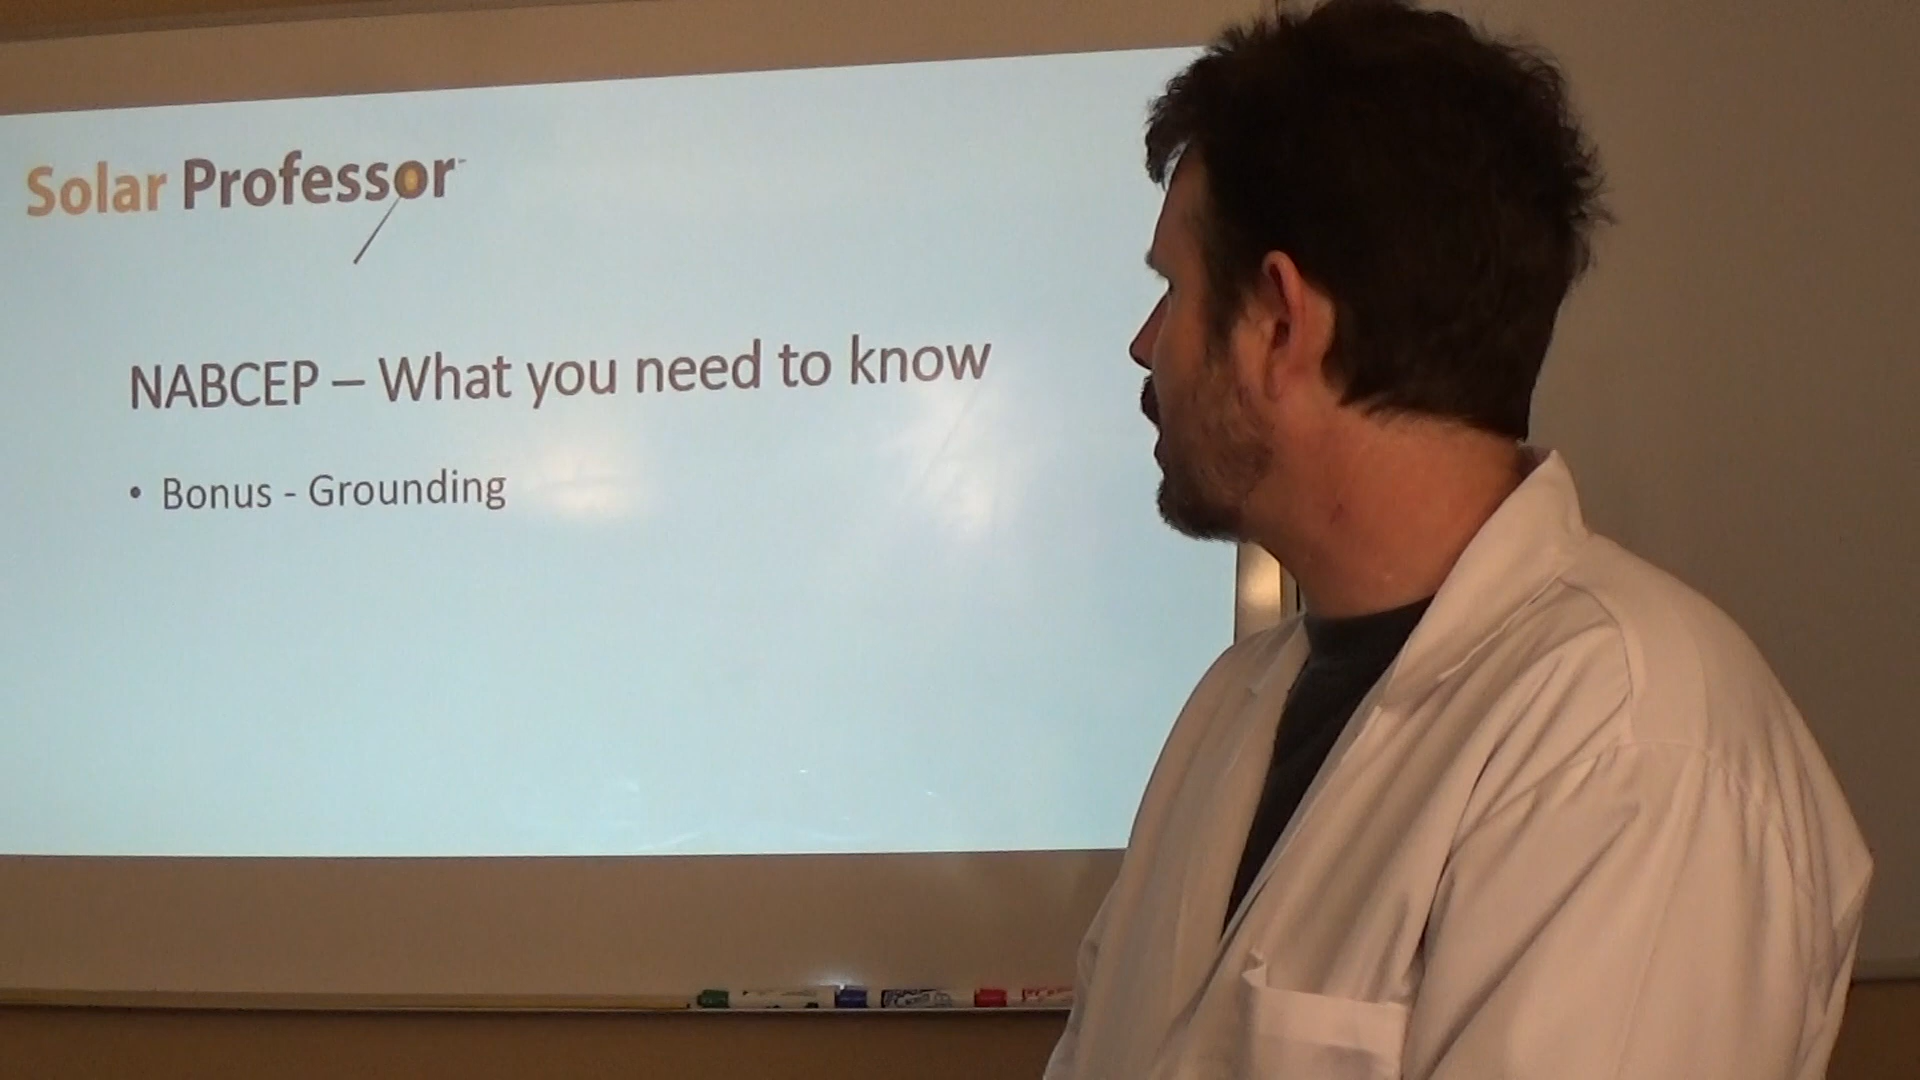 Solar Professor
NABCEP – What you need to know
• Bonus - Grounding